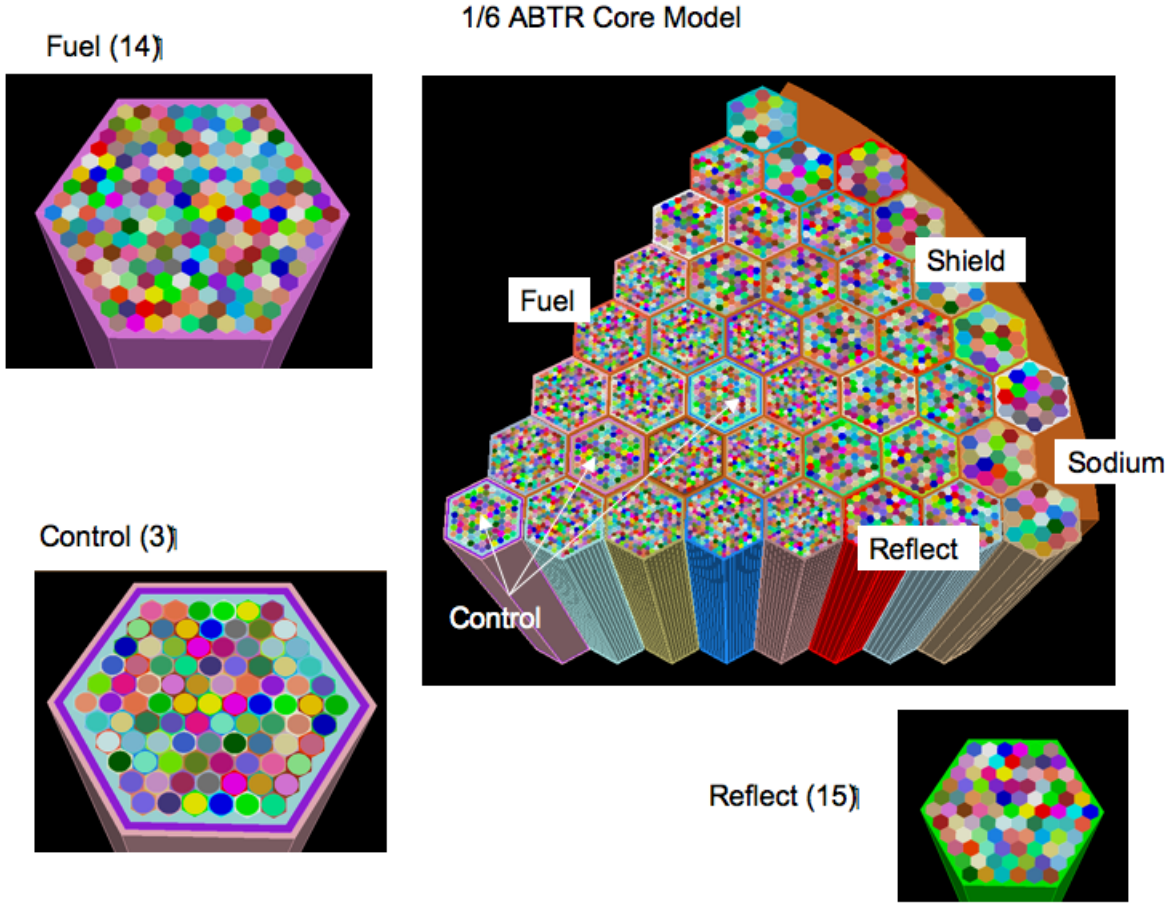 1/6 ABTR Core Model
Fuel (14)
Shield
Fuel
Sodium
Control (3)
Reflect
Control
Reflect (15)